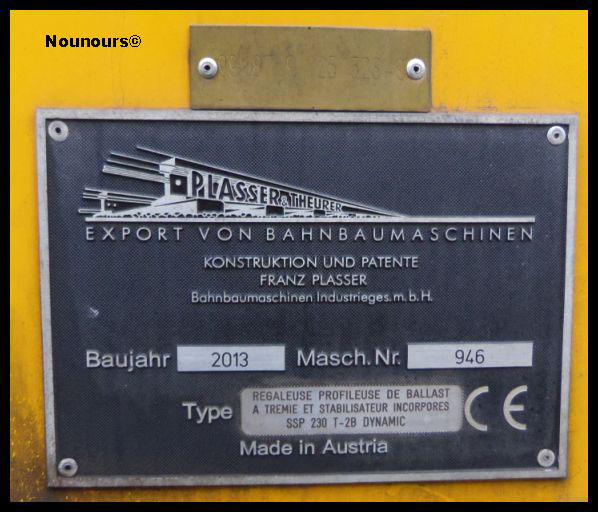 Nounours©
PLASSER & THEURER
EXPORT VON BAHNBAUMASCHINEN
KONSTRUKTION UND PATENTE
FRANZ PLASSER
Bahnbaumaschinen Industrieges.m.b.H.
Baujahr 2013 Masch.Nr. 946
Type REGALEUSE PROFILEUSE DE BALLAST
A TREMIE ET STABILISATEUR INCORPORES
SSP 230 T-2B DYNAMIC
CE
Made in Austria